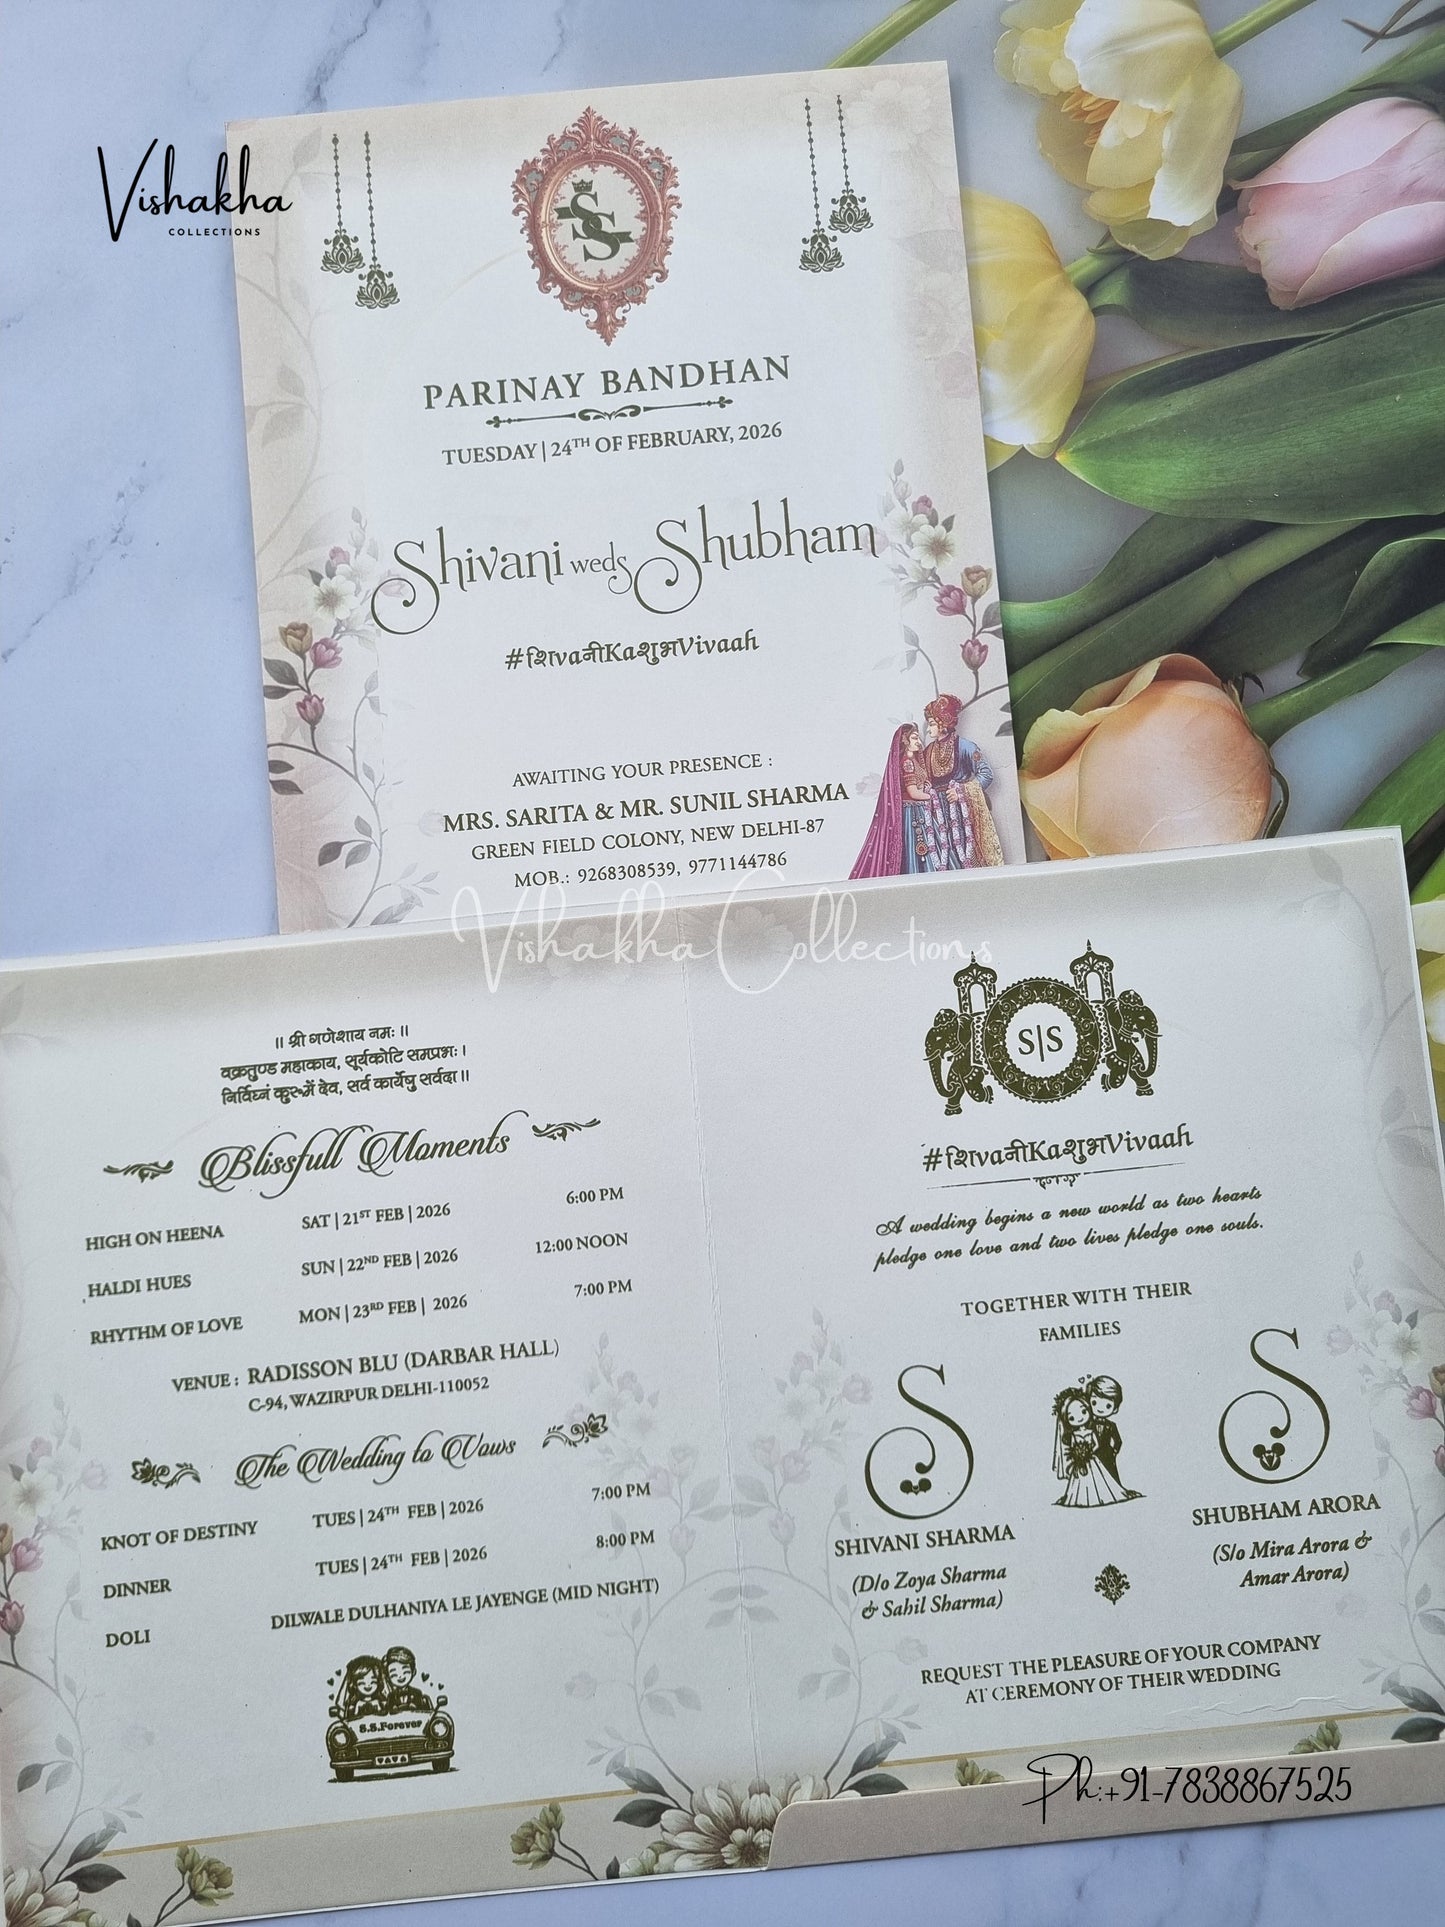 Vishakha
COLLECTIONS
SS
PARINAY BANDHAN
TUESDAY | 24TH OF FEBRUARY, 2026
Shivani weds Shubham
#शिvaनीKaशुभVivaah
AWAITING YOUR PRESENCE :
MRS. SARITA & MR. SUNIL SHARMA
GREEN FIELD COLONY, NEW DELHI-87
MOB.: 9268308539, 9771144786
Vishakha Collections
|| श्री गणेशाय नमः ||
वक्रतुण्ड महाकाय, सूर्यकोटि समप्रभः।
निर्विघ्नं कुरूमें देव, सर्व कार्येषु सर्वदा॥
Blissfull Moments
HIGH ON HEENA SAT | 21ST FEB | 2026 6:00 PM
HALDI HUES SUN | 22ND FEB | 2026 12:00 NOON
RHYTHM OF LOVE MON | 23RD FEB | 2026 7:00 PM
VENUE : RADISSON BLU (DARBAR HALL)
C-94, WAZIRPUR DELHI-110052
The Wedding to Vows
KNOT OF DESTINY TUES | 24TH FEB | 2026 7:00 PM
DINNER TUES | 24TH FEB | 2026 8:00 PM
DOLI DILWALE DULHANIYA LE JAYENGE (MID NIGHT)
S.S.Forever
S|S
#शिvaनीKaशुभVivaah
A wedding begins a new world as two hearts
pledge one love and two lives pledge one souls.
TOGETHER WITH THEIR
FAMILIES
S
SHIVANI SHARMA
(D/o Zoya Sharma
& Sahil Sharma)
S
SHUBHAM ARORA
(S/o Mira Arora &
Amar Arora)
REQUEST THE PLEASURE OF YOUR COMPANY
AT CEREMONY OF THEIR WEDDING
Ph:+91-7838867525